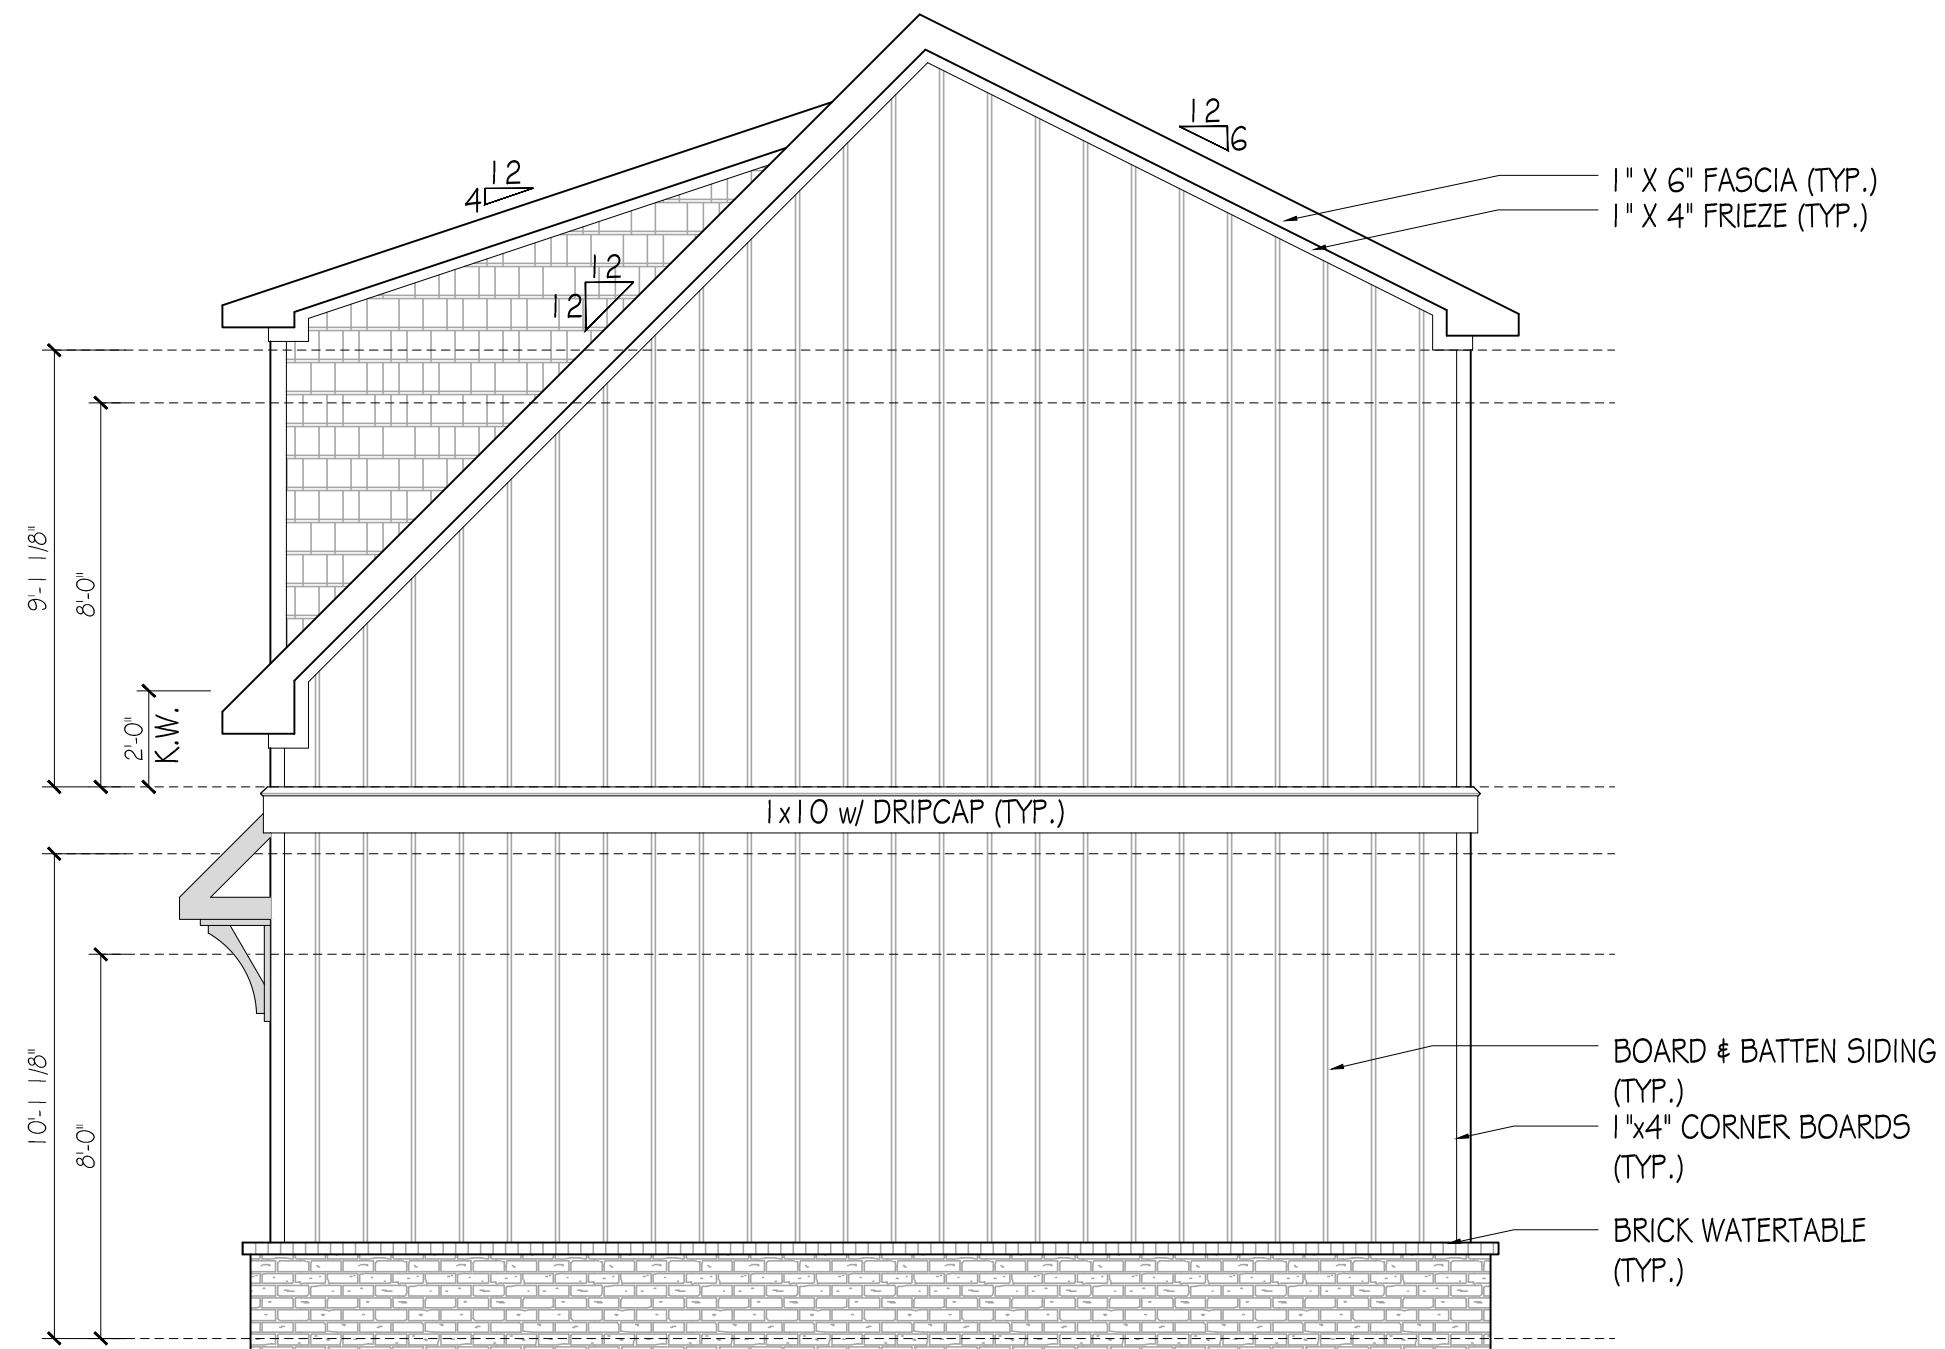 12
6
12
4
1" X 6" FASCIA (TYP.)
1" X 4" FRIEZE (TYP.)
12
12
9'-1 1/8"
8'-0"
2'-0"
K.W.
1x10 w/ DRIPCAP (TYP.)
10'-1 1/8"
8'-0"
BOARD & BATTEN SIDING
(TYP.)
1"x4" CORNER BOARDS
(TYP.)
BRICK WATERTABLE
(TYP.)